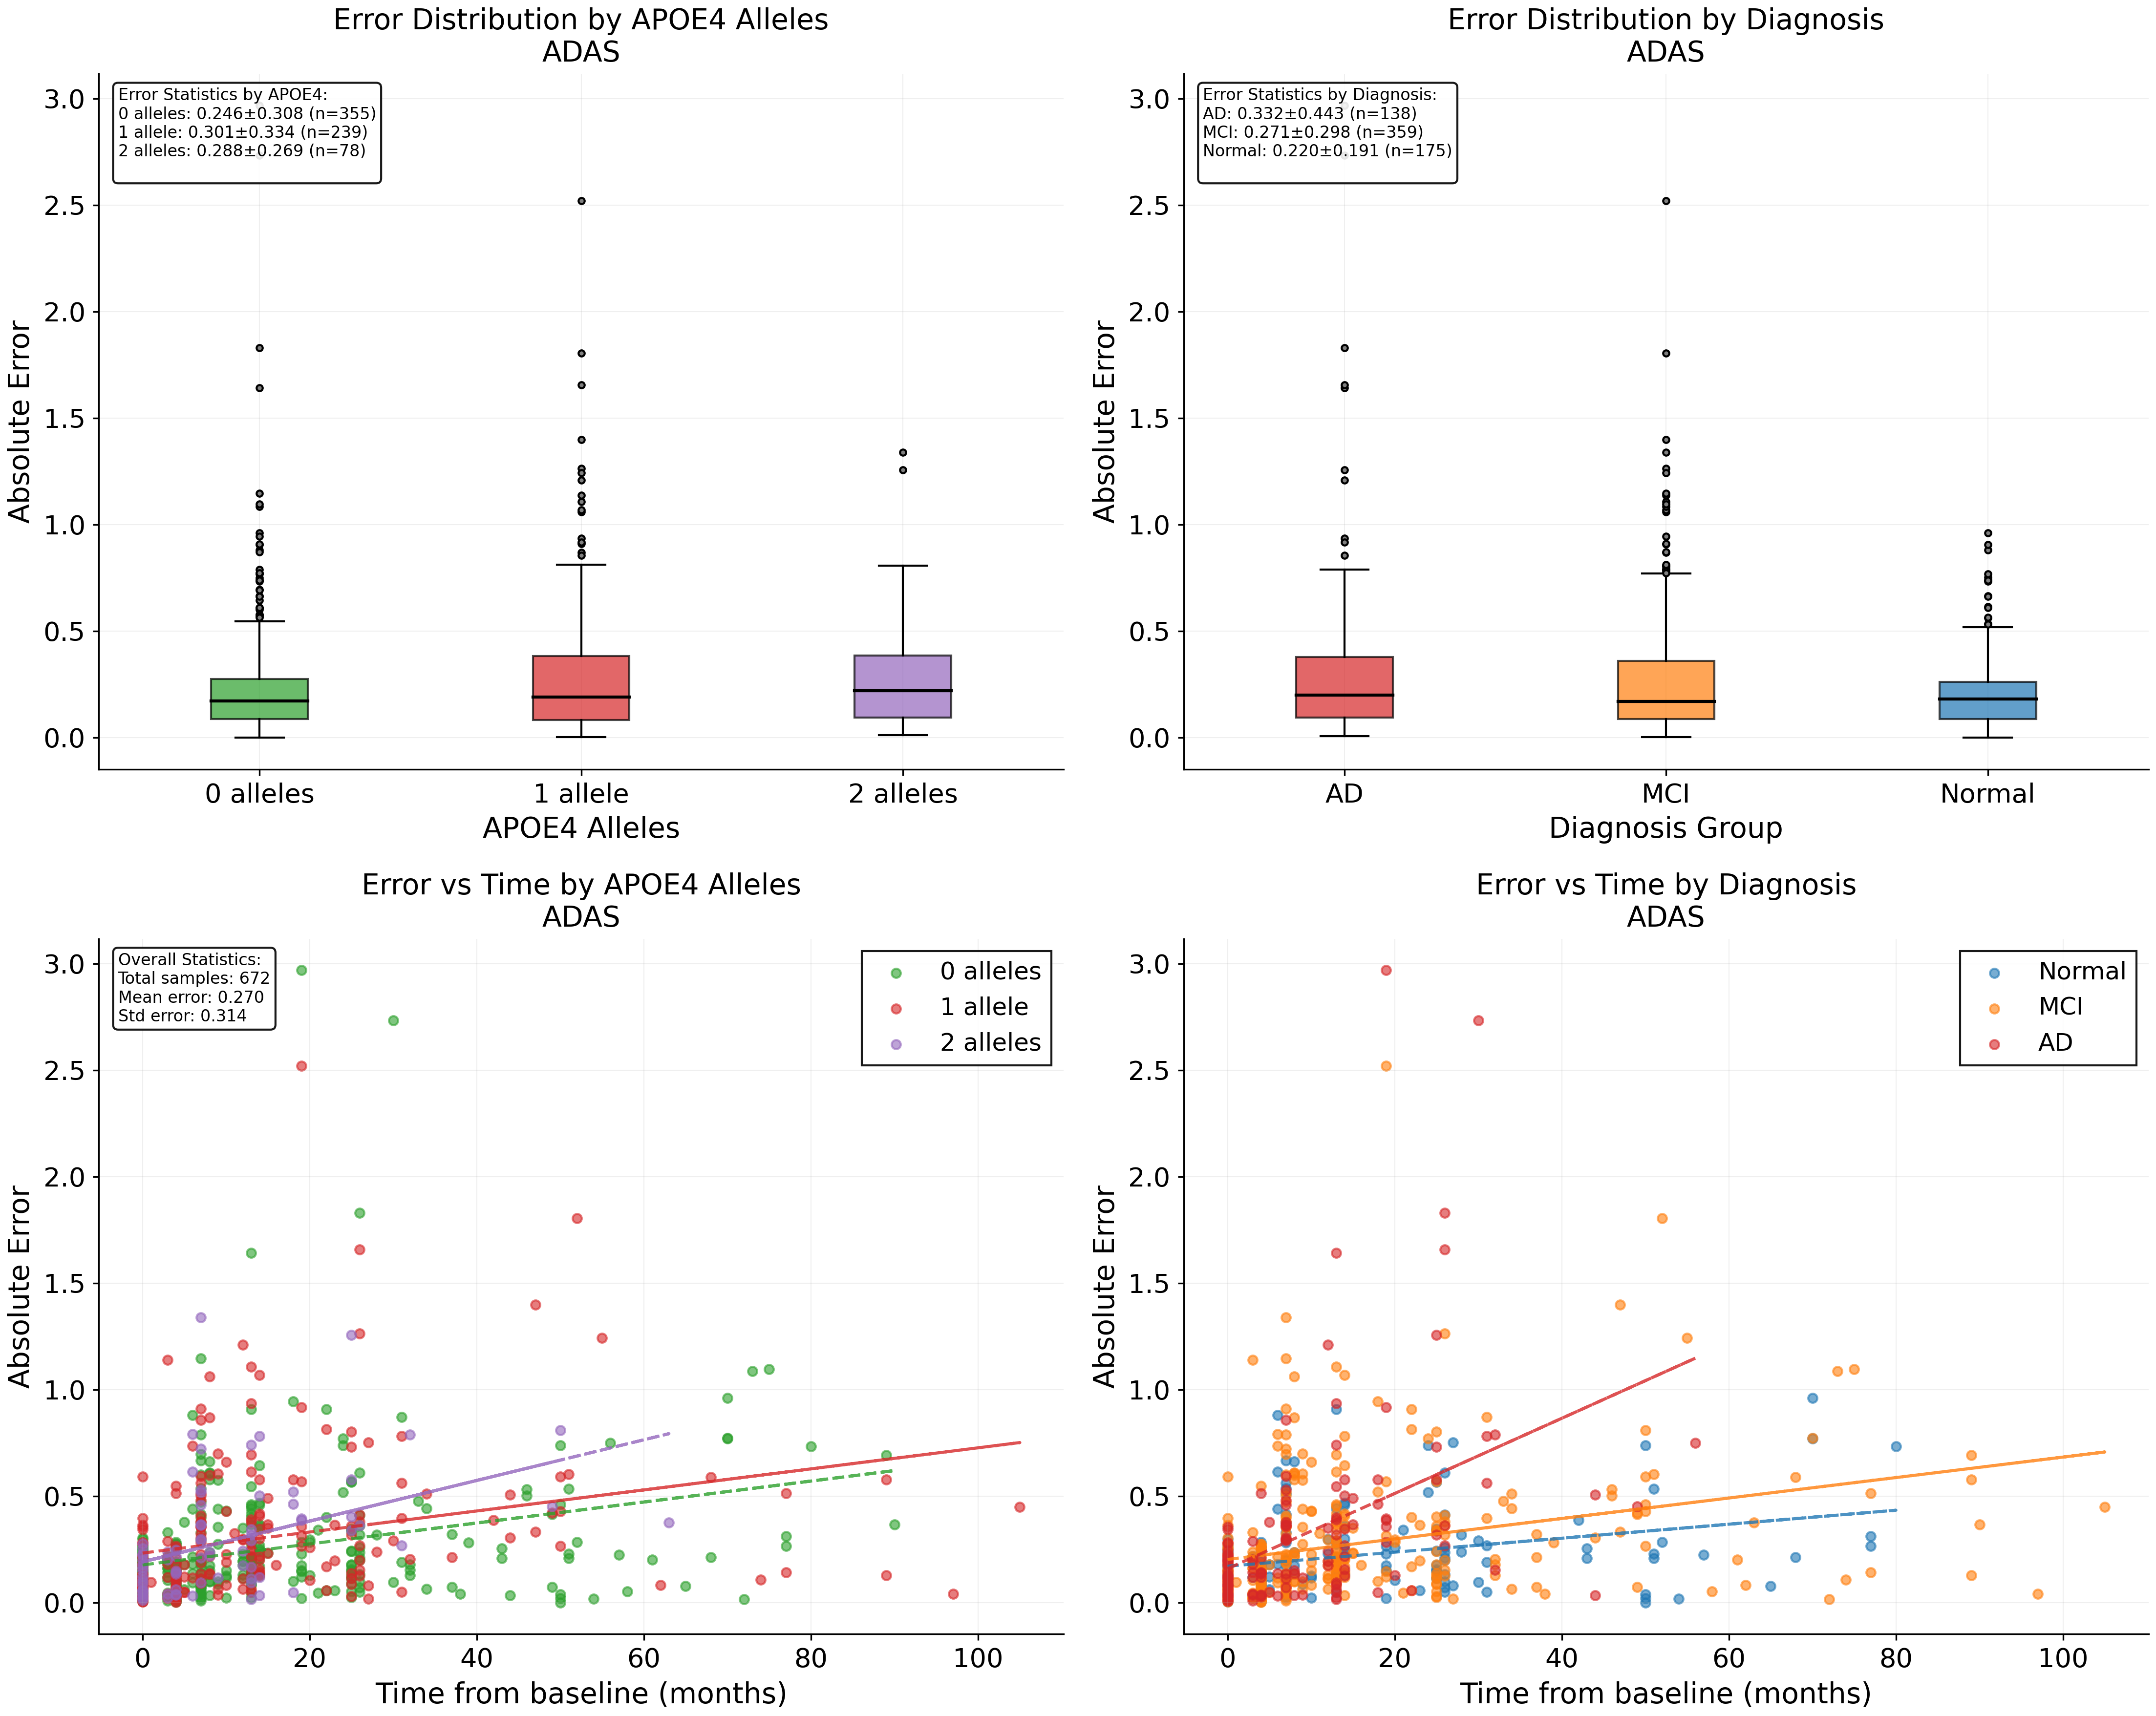 Error Distribution by APOE4 Alleles
ADAS
Error Statistics by APOE4:
0 alleles: 0.246±0.308 (n=355)
1 allele: 0.301±0.334 (n=239)
2 alleles: 0.288±0.269 (n=78)
3.0
2.5
2.0
1.5
1.0
0.5
0.0
Absolute Error
0 alleles
1 allele
2 alleles
APOE4 Alleles
Error Distribution by Diagnosis
ADAS
Error Statistics by Diagnosis:
AD: 0.332±0.443 (n=138)
MCI: 0.271±0.298 (n=359)
Normal: 0.220±0.191 (n=175)
3.0
2.5
2.0
1.5
1.0
0.5
0.0
Absolute Error
AD
MCI
Normal
Diagnosis Group
Error vs Time by APOE4 Alleles
ADAS
Overall Statistics:
Total samples: 672
Mean error: 0.270
Std error: 0.314
0 alleles
1 allele
2 alleles
3.0
2.5
2.0
1.5
1.0
0.5
0.0
Absolute Error
0
20
40
60
80
100
Time from baseline (months)
Error vs Time by Diagnosis
ADAS
Normal
MCI
AD
3.0
2.5
2.0
1.5
1.0
0.5
0.0
Absolute Error
0
20
40
60
80
100
Time from baseline (months)